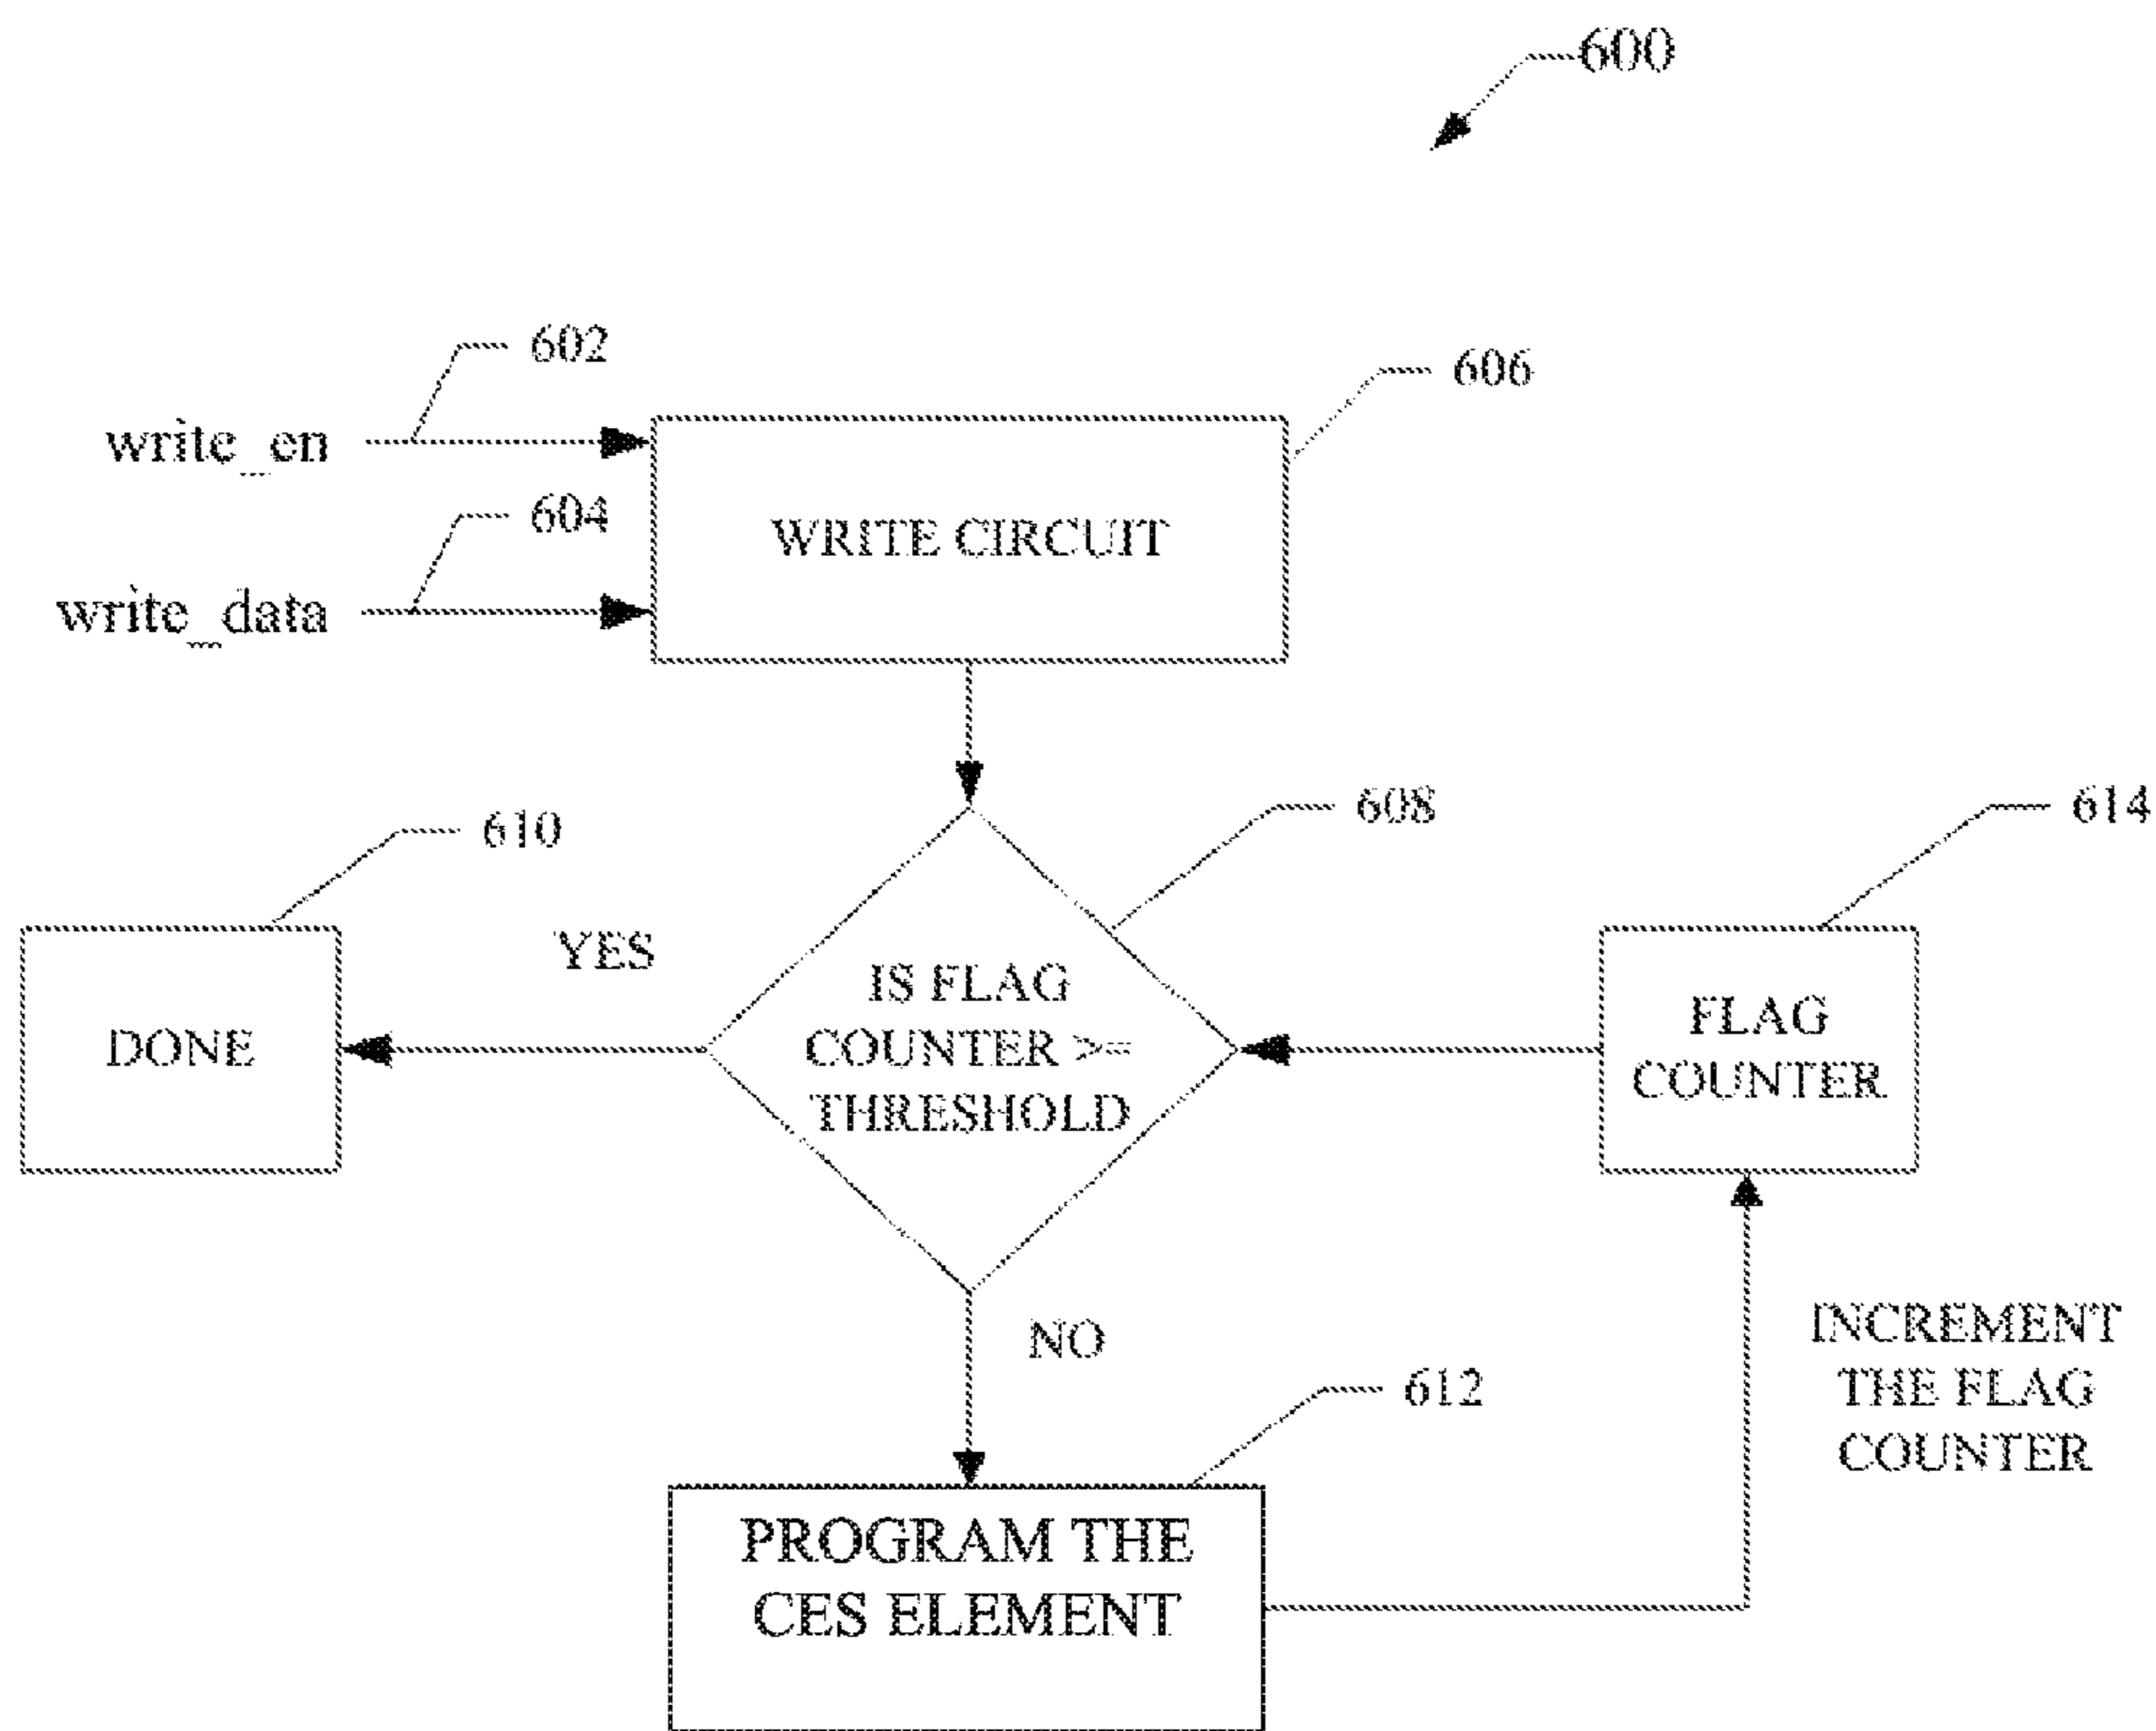 600
602
write_en
606
WRITE CIRCUIT
604
write_data
608
614
610
YES
DONE
IS FLAG
COUNTER >=
THRESHOLD
FLAG
COUNTER
NO
INCREMENT
THE FLAG
COUNTER
612
PROGRAM THE
CES ELEMENT